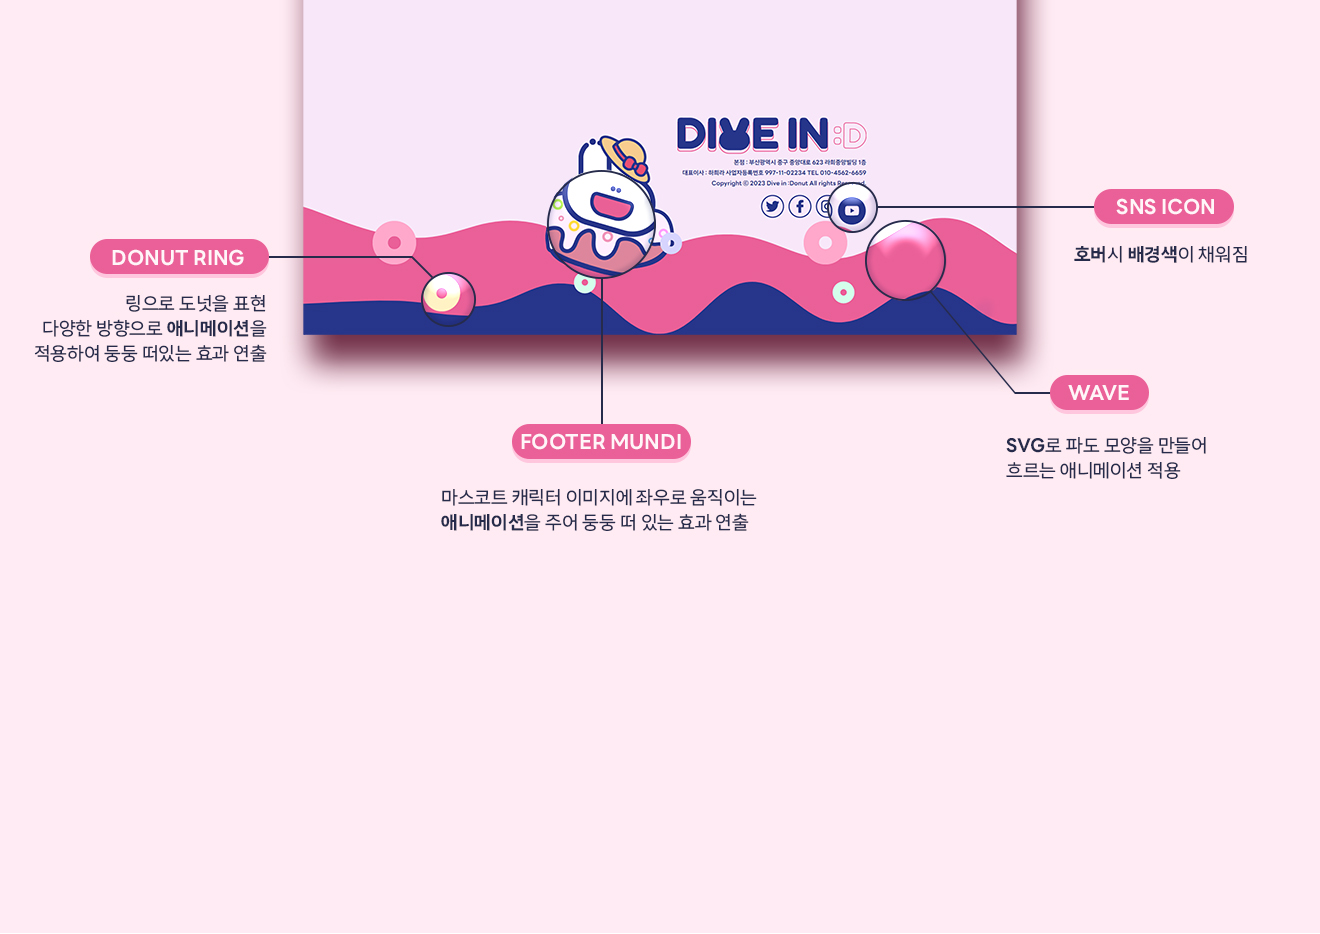 DIVE IN :D
본점 : 부산광역시 중구 중앙대로 623 라희중앙빌딩 1층
대표이사 : 하희라 사업자등록번호 997-11-02234 TEL 010-4562-6659
Copyright ⓒ 2023 Dive in :Donut All rights Reserved.
SNS ICON
호버시 배경색이 채워짐
DONUT RING
링으로 도넛을 표현
다양한 방향으로 애니메이션을
적용하여 둥둥 떠있는 효과 연출
WAVE
SVG로 파도 모양을 만들어
흐르는 애니메이션 적용
FOOTER MUNDI
마스코트 캐릭터 이미지에 좌우로 움직이는
애니메이션을 주어 둥둥 떠 있는 효과 연출